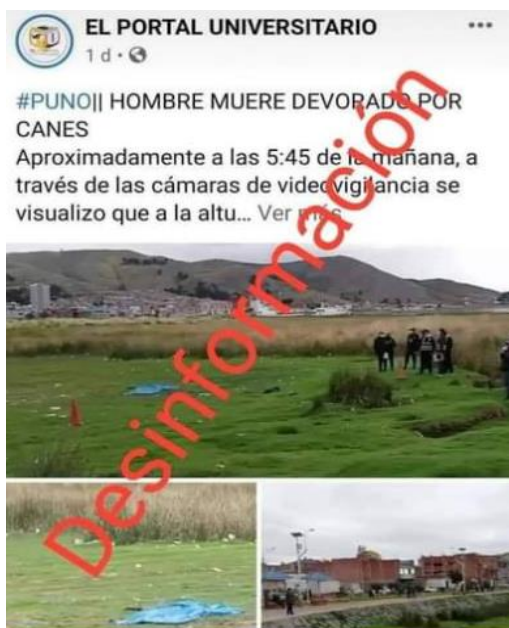 EL PORTAL UNIVERSITARIO
1 d
#PUNO|| HOMBRE MUERE DEVORADO POR
CANES
Aproximadamente a las 5:45 de la mañana, a
través de las cámaras de videovigilancia se
visualizo que a la altu... Ver más
Desinformación